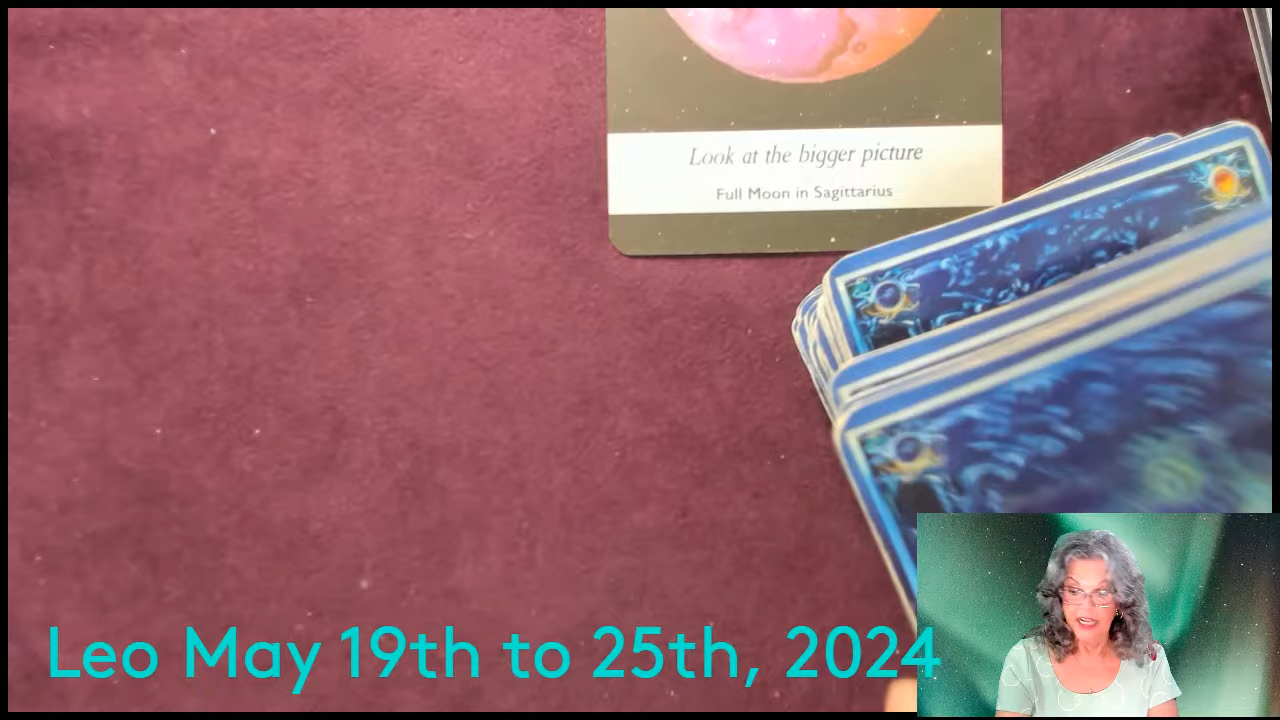 Look at the bigger picture
Full Moon in Sagittarius
Leo May 19th to 25th, 2024